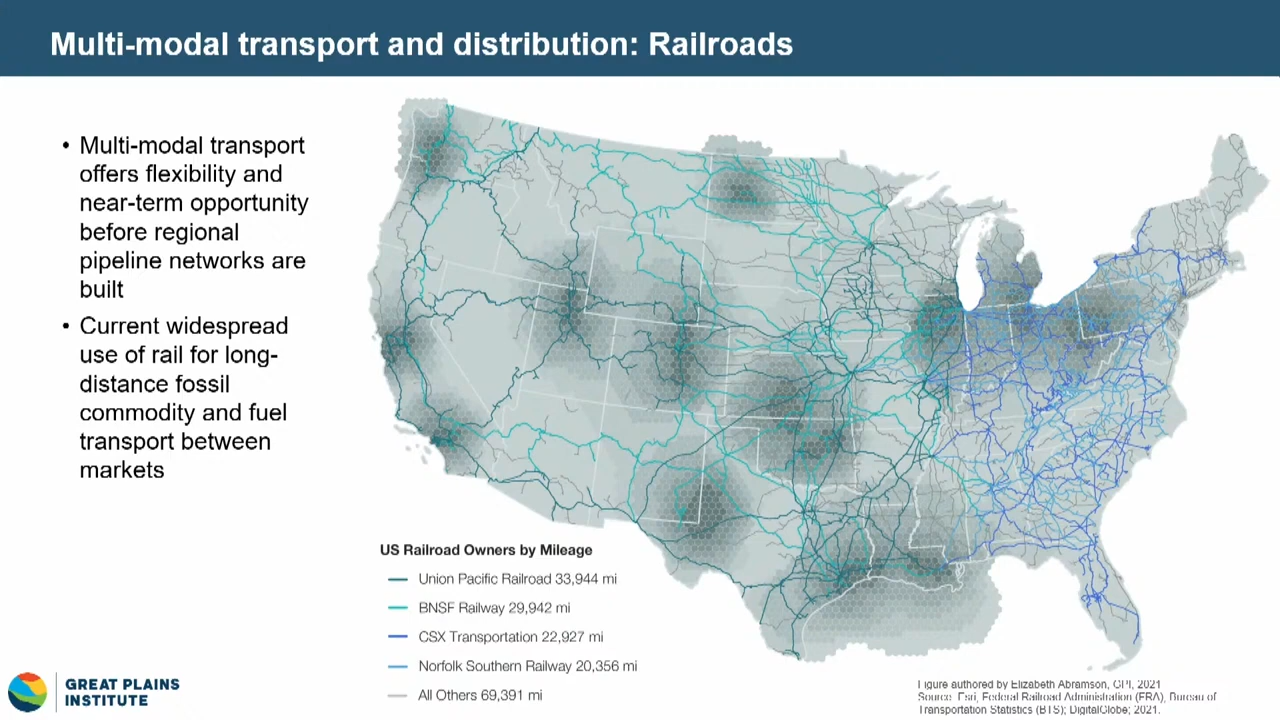 Multi-modal transport and distribution: Railroads
• Multi-modal transport
offers flexibility and
near-term opportunity
before regional
pipeline networks are
built
• Current widespread
use of rail for long-
distance fossil
commodity and fuel
transport between
markets
US Railroad Owners by Mileage
Union Pacific Railroad 33,944 mi
BNSF Railway 29,942 mi
CSX Transportation 22,927 mi
Norfolk Southern Railway 20,356 mi
All Others 69,391 mi
GREAT PLAINS
INSTITUTE
Figure authored by Elizabeth Abramson, GPI, 2021
Source: Esri, Federal Railroad Administration (FRA), Bureau of
Transportation Statistics (BTS); DigitalGlobe; 2021.